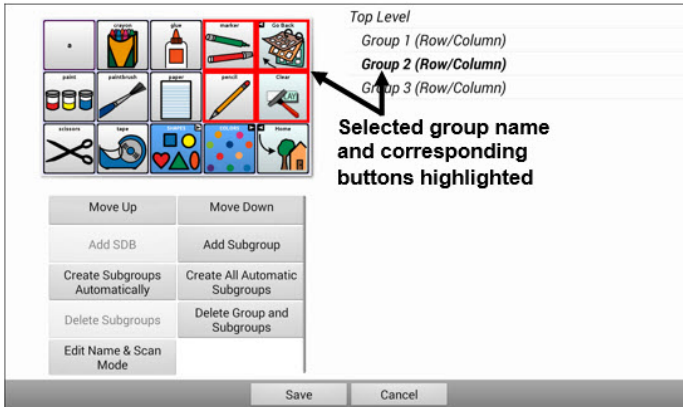 a
crayon
glue
marker
Go Back
paint
paintbrush
paper
pencil
Clear
scissors
tape
SHAPES
COLORS
Home
Top Level
Group 1 (Row/Column)
Group 2 (Row/Column)
Group 3 (Row/Column)
Selected group name
and corresponding
buttons highlighted
Move Up
Move Down
Add SDB
Add Subgroup
Create Subgroups
Automatically
Create All Automatic
Subgroups
Delete Subgroups
Delete Group and
Subgroups
Edit Name & Scan
Mode
Save
Cancel